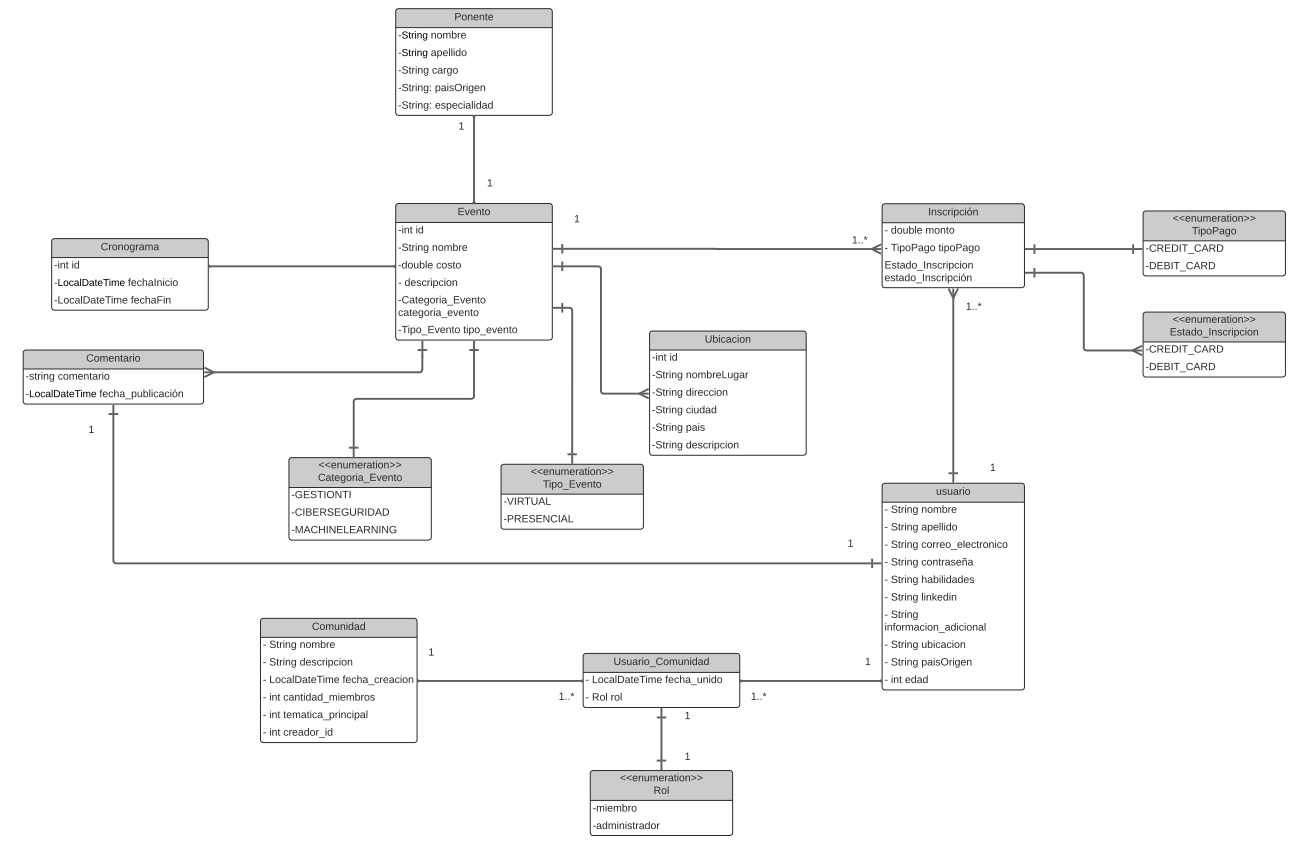 Ponente
-String nombre
-String apellido
-String cargo
-String: paisOrigen
-String: especialidad
1
1
Evento
-int id
-String nombre
-double costo
- descripcion
-Categoria_Evento
categoria_evento
-Tipo_Evento tipo_evento
1
1..*
Inscripción
- double monto
- TipoPago tipoPago
Estado_Inscripcion
estado_Inscripción
1..*
<<enumeration>>
TipoPago
-CREDIT_CARD
-DEBIT_CARD
<<enumeration>>
Estado_Inscripcion
-CREDIT_CARD
-DEBIT_CARD
Cronograma
-int id
-LocalDateTime fechaInicio
-LocalDateTime fechaFin
Comentario
-string comentario
-LocalDateTime fecha_publicación
1
Ubicacion
-int id
-String nombreLugar
-String direccion
-String ciudad
-String pais
-String descripcion
<<enumeration>>
Categoria_Evento
-GESTIONTI
-CIBERSEGURIDAD
-MACHINELEARNING
<<enumeration>>
Tipo_Evento
-VIRTUAL
-PRESENCIAL
1
1
usuario
- String nombre
- String apellido
- String correo_electronico
- String contraseña
- String habilidades
- String linkedin
- String
informacion_adicional
- String ubicacion
- String paisOrigen
- int edad
Comunidad
- String nombre
- String descripcion
- LocalDateTime fecha_creacion
- int cantidad_miembros
- int tematica_principal
- int creador_id
1
1..*
Usuario_Comunidad
- LocalDateTime fecha_unido
- Rol rol
1
1..*
1
1
<<enumeration>>
Rol
-miembro
-administrador